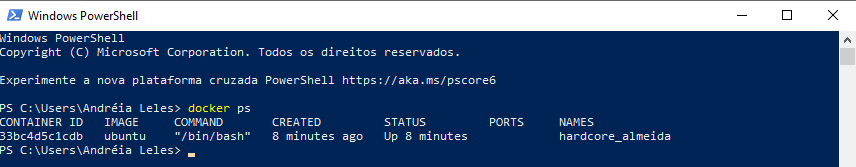 Windows PowerShell
Windows PowerShell
Copyright (C) Microsoft Corporation. Todos os direitos reservados.
Experimente a nova plataforma cruzada PowerShell https://aka.ms/pscore6
PS C:\Users\Andréia Leles> docker ps
CONTAINER ID   IMAGE     COMMAND       CREATED         STATUS         PORTS     NAMES
33bc4d5c1cdb   ubuntu    "/bin/bash"   8 minutes ago   Up 8 minutes             hardcore_almeida
PS C:\Users\Andréia Leles>